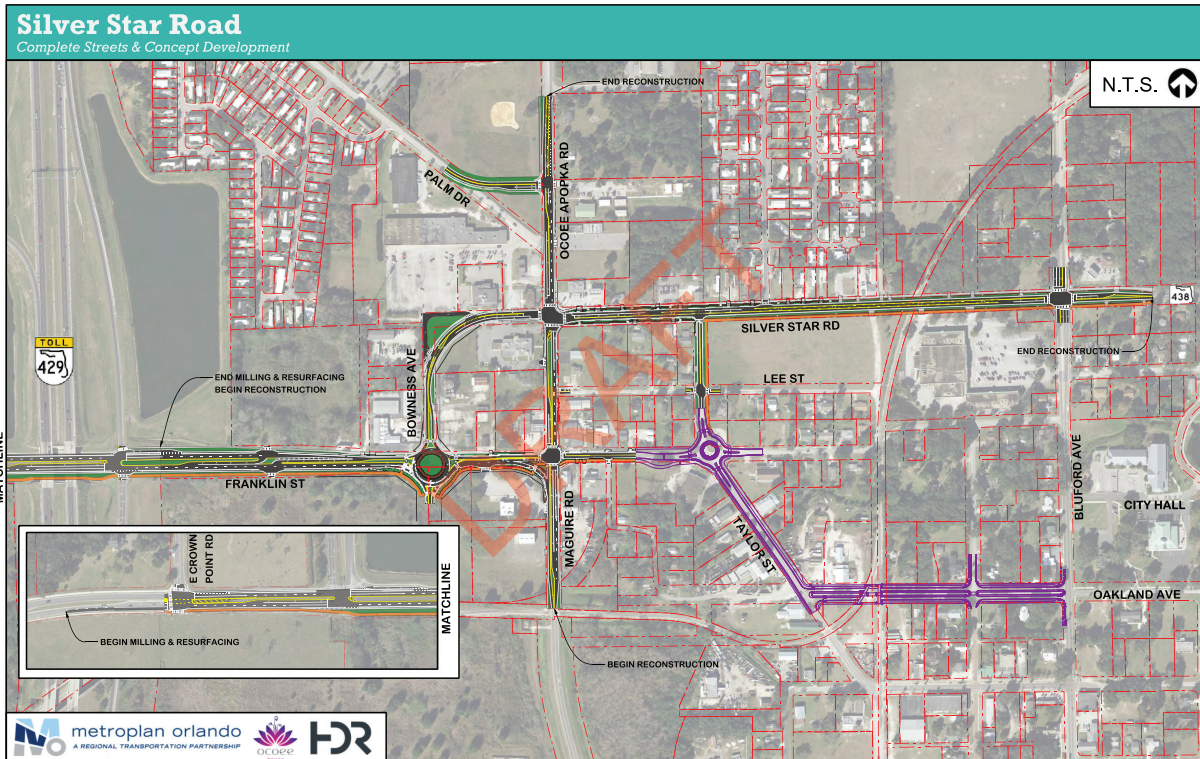 Silver Star Road
Complete Streets & Concept Development
N.T.S.
END RECONSTRUCTION
PALM DR
OCOEE APOPKA RD
DRAFT
438
SILVER STAR RD
TOLL
429
END RECONSTRUCTION
END MILLING & RESURFACING
BEGIN RECONSTRUCTION
BOWNESS AVE
LEE ST
MATCHLINE
FRANKLIN ST
MAGUIRE RD
TAYLOR ST
BLUFORD AVE
CITY HALL
E CROWN
POINT RD
MATCHLINE
OAKLAND AVE
BEGIN MILLING & RESURFACING
BEGIN RECONSTRUCTION
metroplan orlando
A REGIONAL TRANSPORTATION PARTNERSHIP
ocoee
HDR